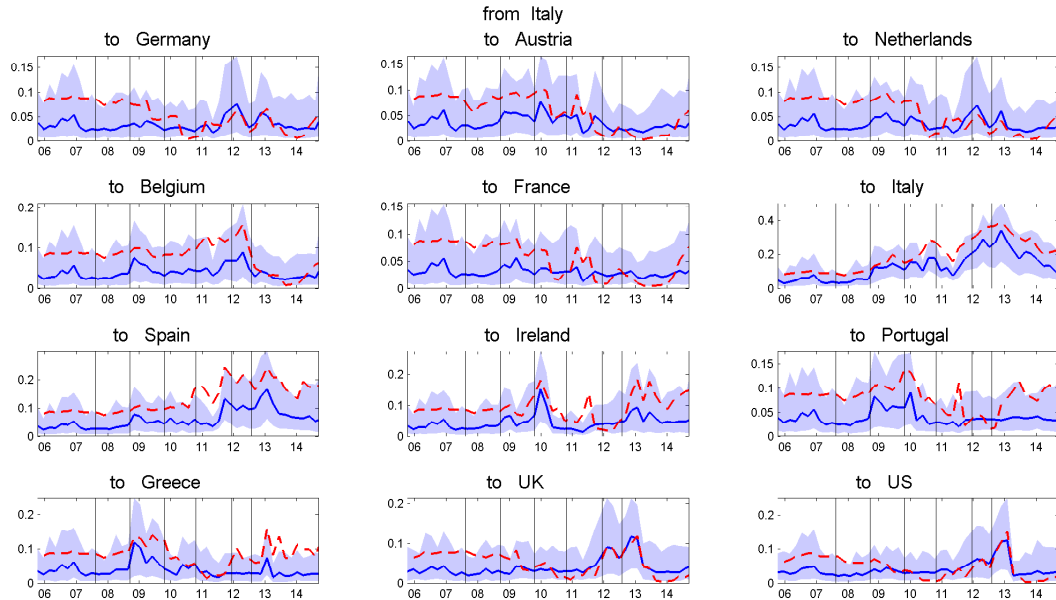 from Italy
to Germany
to Austria
to Netherlands
0.15
0.1
0.05
0
06 07 08 09 10 11 12 13 14
0.15
0.1
0.05
0
06 07 08 09 10 11 12 13 14
0.15
0.1
0.05
0
06 07 08 09 10 11 12 13 14
to Belgium
to France
to Italy
0.2
0.1
0
06 07 08 09 10 11 12 13 14
0.15
0.1
0.05
0
06 07 08 09 10 11 12 13 14
0.4
0.2
0
06 07 08 09 10 11 12 13 14
to Spain
to Ireland
to Portugal
0.2
0.1
0
06 07 08 09 10 11 12 13 14
0.2
0.1
0
06 07 08 09 10 11 12 13 14
0.15
0.1
0.05
0
06 07 08 09 10 11 12 13 14
to Greece
to UK
to US
0.2
0.1
0
06 07 08 09 10 11 12 13 14
0.2
0.1
0
06 07 08 09 10 11 12 13 14
0.2
0.1
0
06 07 08 09 10 11 12 13 14